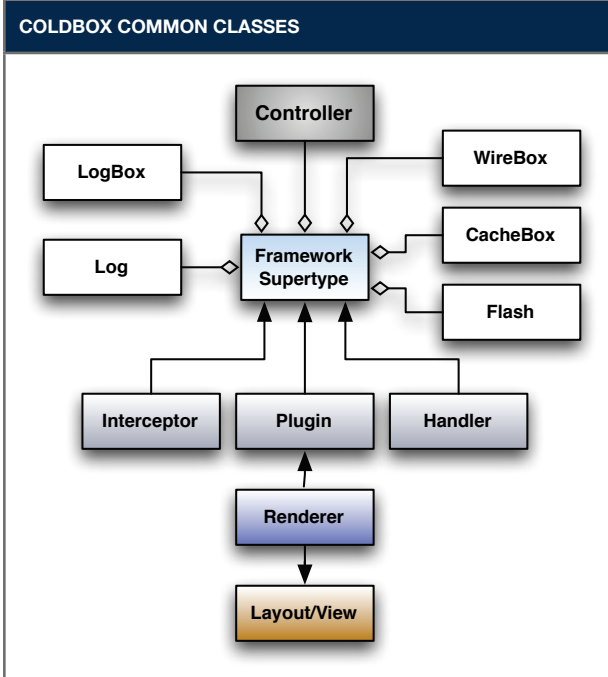 COLDBOX COMMON CLASSES
Controller
LogBox
WireBox
Log
Framework
Supertype
CacheBox
Flash
Interceptor
Plugin
Handler
Renderer
Layout/View